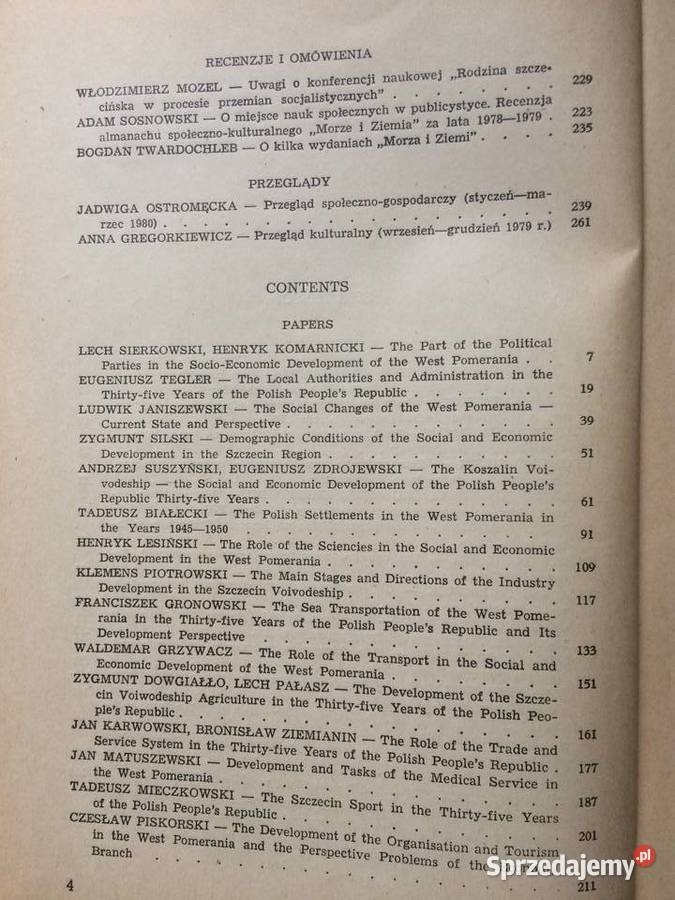 RECENZJE I OMÓWIENIA
WŁODZIMIERZ MOZEL — Uwagi o konferencji naukowej „Rodzina szcze-
cińska w procesie przemian socjalistycznych" . . . . . . . 229
ADAM SOSNOWSKI — O miejsce nauk społecznych w publicystyce. Recenzja
almanachu społeczno-kulturalnego „Morze i Ziemia" za lata 1978—1979 . 223
BOGDAN TWARDOCHLEB — O kilka wydaniach „Morza i Ziemi" . . . . 235
PRZEGLĄDY
JADWIGA OSTROMĘCKA — Przegląd społeczno-gospodarczy (styczeń—ma-
rzec 1980) . . . . . . . . . . . . . . . 239
ANNA GREGORKIEWICZ — Przegląd kulturalny (wrzesień—grudzień 1979 r.) 261
CONTENTS
PAPERS
LECH SIERKOWSKI, HENRYK KOMARNICKI — The Part of the Political
Parties in the Socio-Economic Development of the West Pomerania . . 7
EUGENIUSZ TEGLER — The Local Authorities and Administration in the
Thirty-five Years of the Polish People's Republic . . . . . . 19
LUDWIK JANISZEWSKI — The Social Changes of the West Pomerania —
Current State and Perspective . . . . . . . . . . 39
ZYGMUNT SILSKI — Demographic Conditions of the Social and Economic
Development in the Szczecin Region . . . . . . . . . 51
ANDRZEJ SUSZYŃSKI, EUGENIUSZ ZDROJEWSKI — The Koszalin Voi-
vodeship — the Social and Economic Development of the Polish People's
Republic Thirty-five Years . . . . . . . . . . . 61
TADEUSZ BIAŁECKI — The Polish Settlements in the West Pomerania in
the Years 1945—1950 . . . . . . . . . . . . 91
HENRYK LESIŃSKI — The Role of the Sciencies in the Social and Economic
Development in the West Pomerania . . . . . . . . . 109
KLEMENS PIOTROWSKI — The Main Stages and Directions of the Industry
Development in the Szczecin Voivodeship . . . . . . . . 117
FRANCISZEK GRONOWSKI — The Sea Transportation of the West Pome-
rania in the Thirty-five Years of the Polish People's Republic and Its
Development Perspective . . . . . . . . . . . 133
WALDEMAR GRZYWACZ — The Role of the Transport in the Social and
Economic Development of the West Pomerania . . . . . . . 151
ZYGMUNT DOWGIAŁŁO, LECH PAŁASZ — The Development of the Szcze-
cin Voiwodeship Agriculture in the Thirty-five Years of the Polish Peo-
ple's Republic . . . . . . . . . . . . . . 161
JAN KARWOWSKI, BRONISŁAW ZIEMIANIN — The Role of the Trade and
Service System in the Thirty-five Years of the Polish People's Republic . 177
JAN MATUSZEWSKI — Development and Tasks of the Medical Service in
the West Pomerania . . . . . . . . . . . . 187
TADEUSZ MIECZKOWSKI — The Szczecin Sport in the Thirty-five Years
of the Polish People's Republic . . . . . . . . . . 201
CZESŁAW PISKORSKI — The Development of the Organisation and Tourism
in the West Pomerania and the Perspective Problems of the
Branch . . . . . . . . . . . . . . . . 211
4
Sprzedajemy.pl